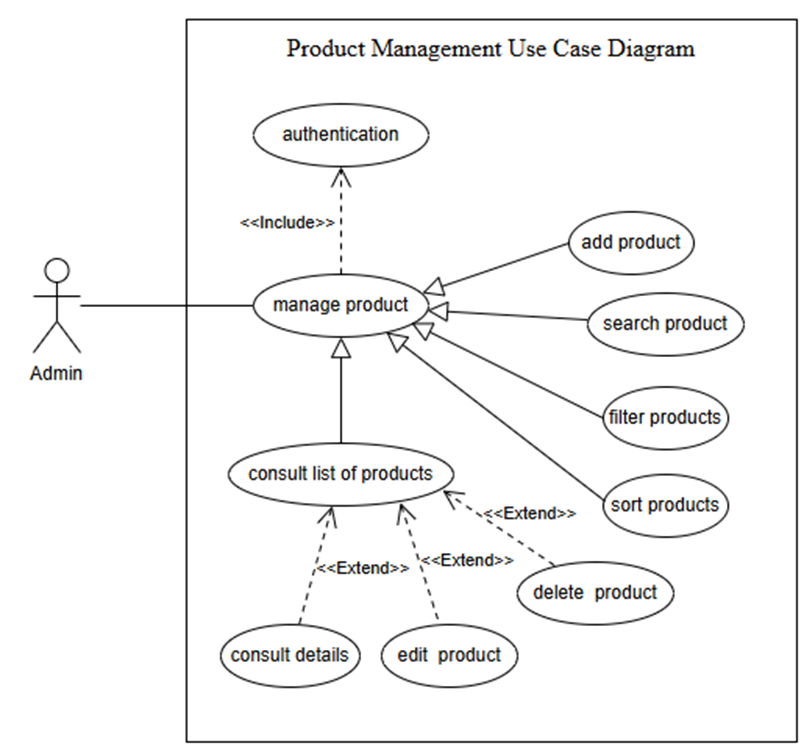 Product Management Use Case Diagram
authentication
<<Include>>
add product
manage product
search product
Admin
filter products
consult list of products
sort products
<<Extend>>
<<Extend>>
<<Extend>>
delete product
consult details
edit product